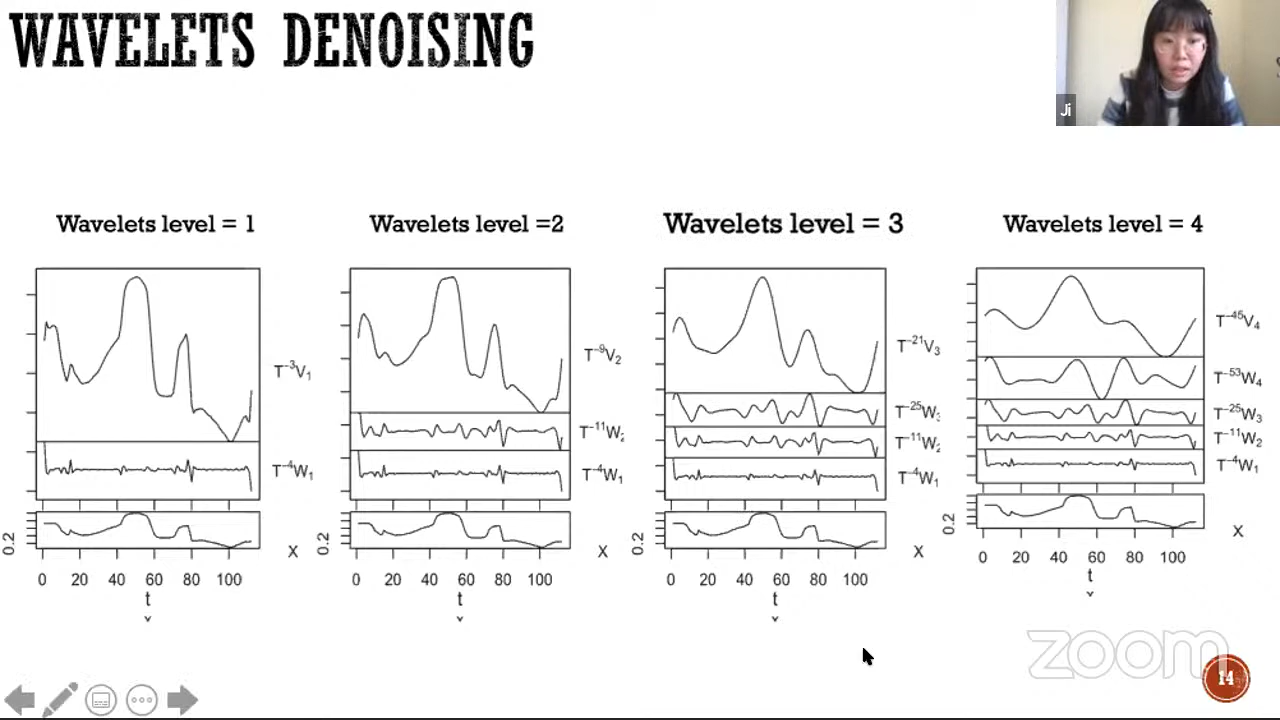 WAVELETS DENOISING
Ji
Wavelets level = 1
T⁻³V₁
T⁻⁴W₁
0.2
X
0 20 40 60 80 100
t
Wavelets level =2
T⁻⁹V₂
T⁻¹¹W₂
T⁻⁴W₁
0.2
X
0 20 40 60 80 100
t
Wavelets level = 3
T⁻²¹V₃
T⁻²⁵W₃
T⁻¹¹W₂
T⁻⁴W₁
0.2
X
0 20 40 60 80 100
t
Wavelets level = 4
T⁻⁴⁵V₄
T⁻⁵³W₄
T⁻²⁵W₃
T⁻¹¹W₂
T⁻⁴W₁
0.2
X
0 20 40 60 80 100
t
zoom
14